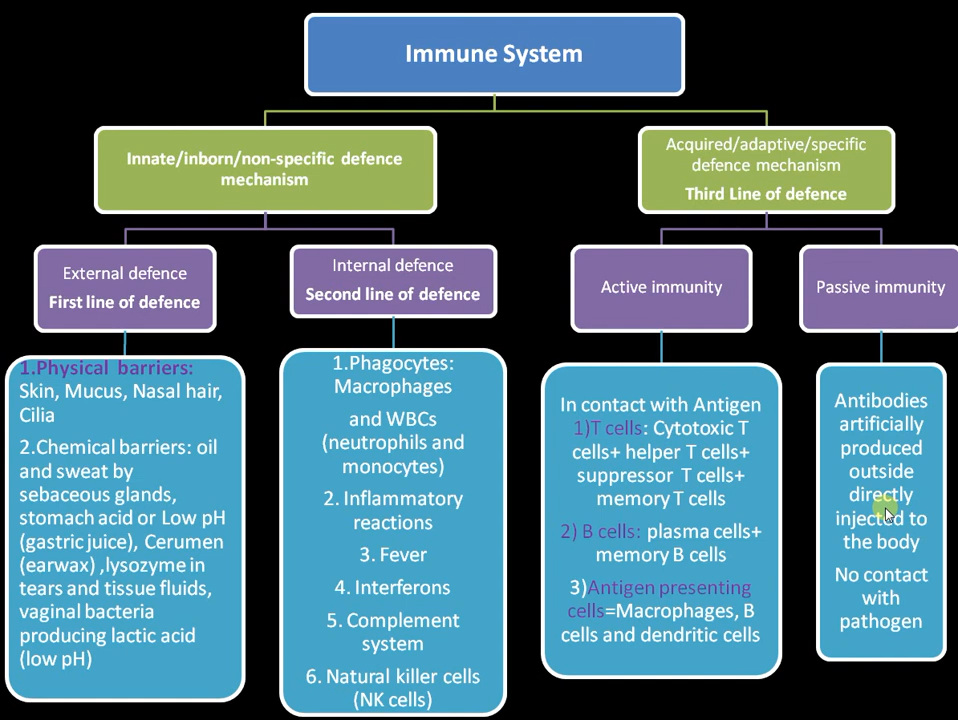 Immune System
Innate/inborn/non-specific defence
mechanism
Acquired/adaptive/specific
defence mechanism
Third Line of defence
External defence
First line of defence
Internal defence
Second line of defence
Active immunity
Passive immunity
1.Physical barriers:
Skin, Mucus, Nasal hair,
Cilia
2.Chemical barriers: oil
and sweat by
sebaceous glands,
stomach acid or Low pH
(gastric juice), Cerumen
(earwax) ,lysozyme in
tears and tissue fluids,
vaginal bacteria
producing lactic acid
(low pH)
1.Phagocytes:
Macrophages
and WBCs
(neutrophils and
monocytes)
2. Inflammatory
reactions
3. Fever
4. Interferons
5. Complement
system
6. Natural killer cells
(NK cells)
In contact with Antigen
1)T cells: Cytotoxic T
cells+ helper T cells+
suppressor T cells+
memory T cells
2) B cells: plasma cells+
memory B cells
3)Antigen presenting
cells=Macrophages, B
cells and dendritic cells
Antibodies
artificially
produced
outside
directly
injected to
the body
No contact
with
pathogen